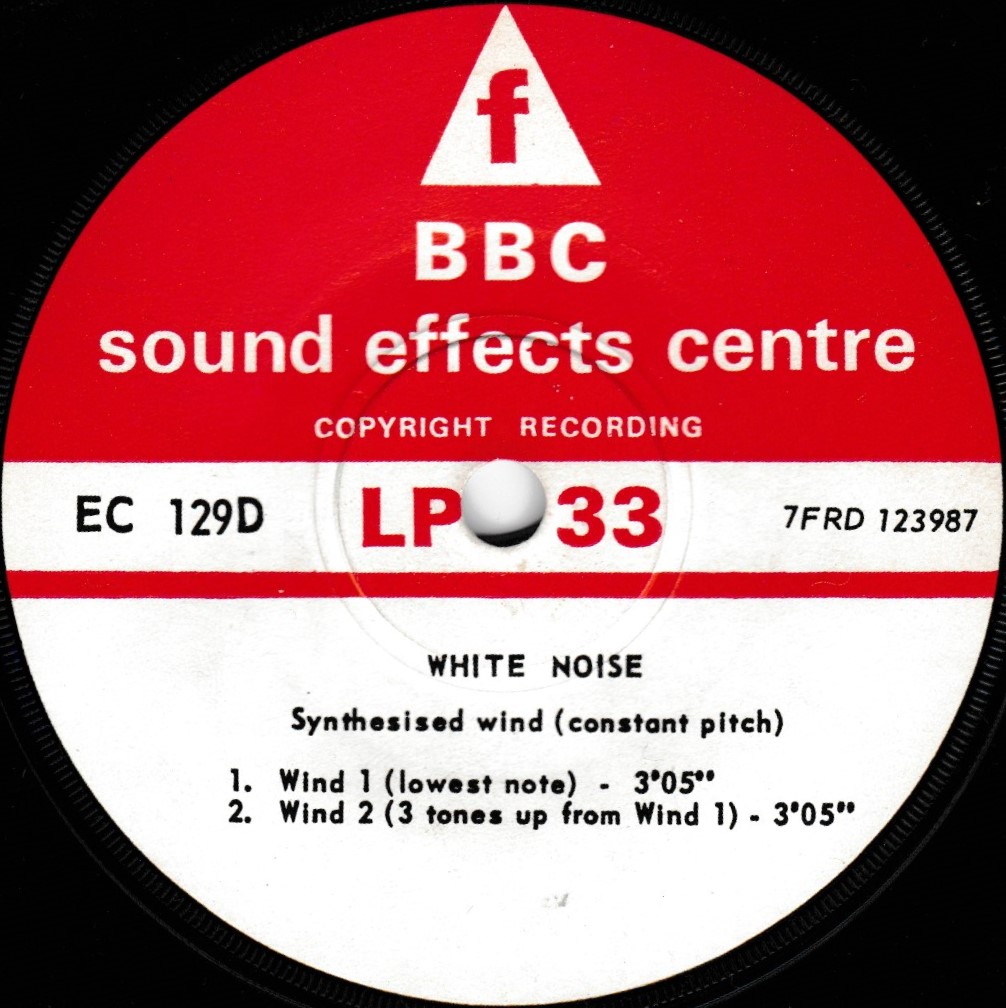 f
BBC
sound effects centre
COPYRIGHT RECORDING
EC 129D LP 33 7FRD 123987
WHITE NOISE
Synthesised wind (constant pitch)
1. Wind 1 (lowest note) - 3'05"
2. Wind 2 (3 tones up from Wind 1) - 3'05"